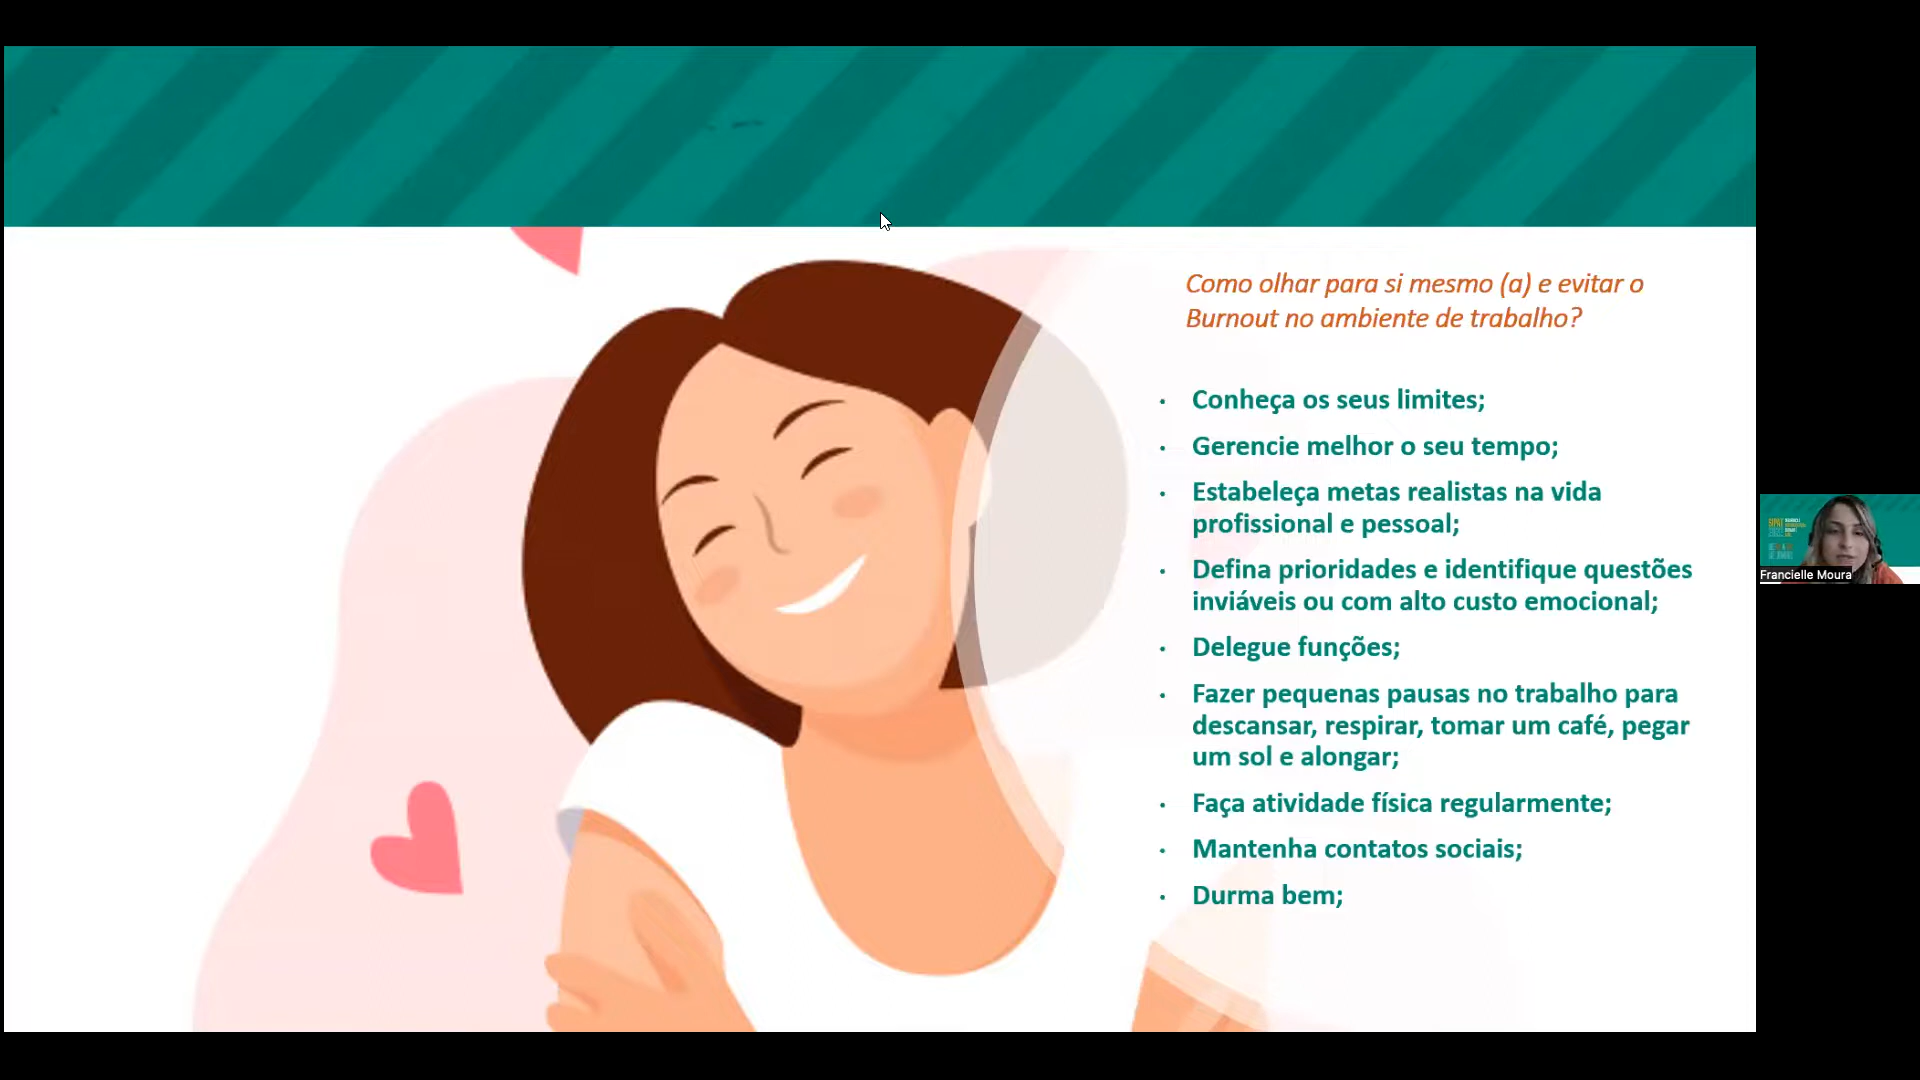 Como olhar para si mesmo (a) e evitar o
Burnout no ambiente de trabalho?
• Conheça os seus limites;
• Gerencie melhor o seu tempo;
• Estabeleça metas realistas na vida
profissional e pessoal;
• Defina prioridades e identifique questões
inviáveis ou com alto custo emocional;
• Delegue funções;
• Fazer pequenas pausas no trabalho para
descansar, respirar, tomar um café, pegar
um sol e alongar;
• Faça atividade física regularmente;
• Mantenha contatos sociais;
• Durma bem;
Francielle Moura